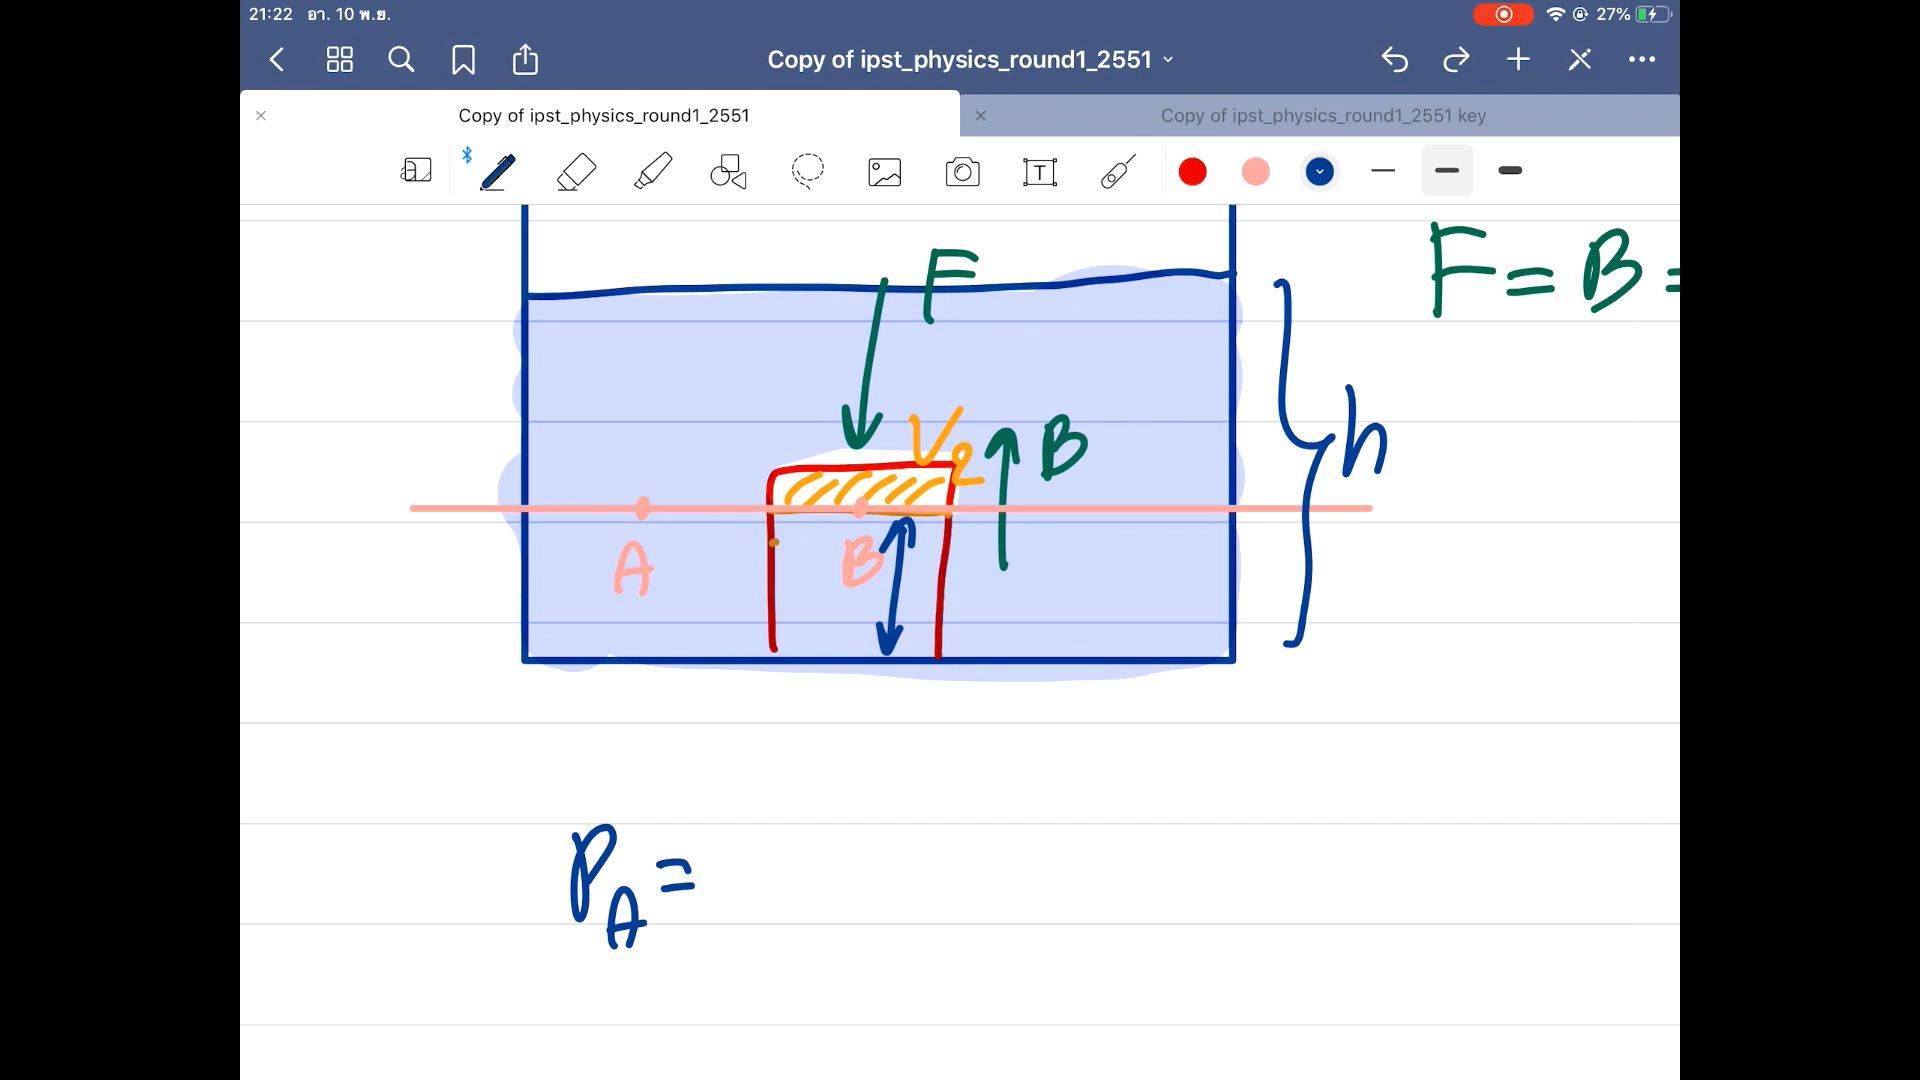 21:22 อา. 10 พ.ย.
27%
Copy of ipst_physics_round1_2551
Copy of ipst_physics_round1_2551
Copy of ipst_physics_round1_2551 key
a
T
F
F = B =
V2
B
h
A
B
PA =